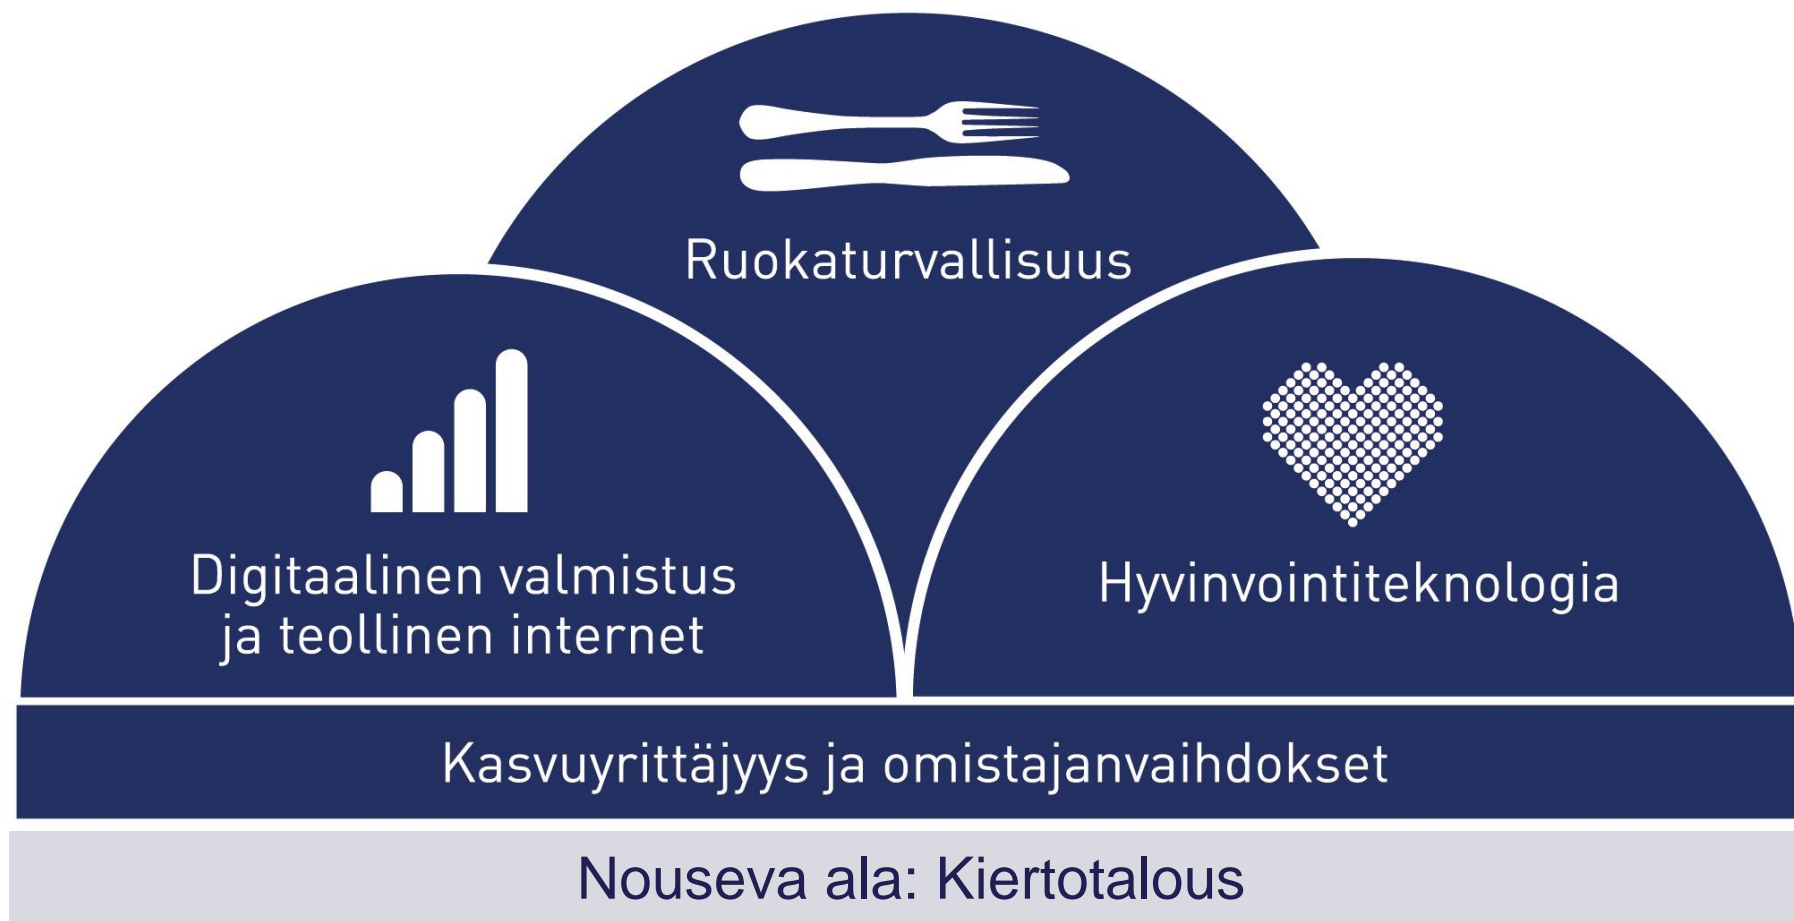 Ruokaturvallisuus
Digitaalinen valmistus
ja teollinen internet
Hyvinvointiteknologia
Kasvuyrittäjyys ja omistajanvaihdokset
Nouseva ala: Kiertotalous